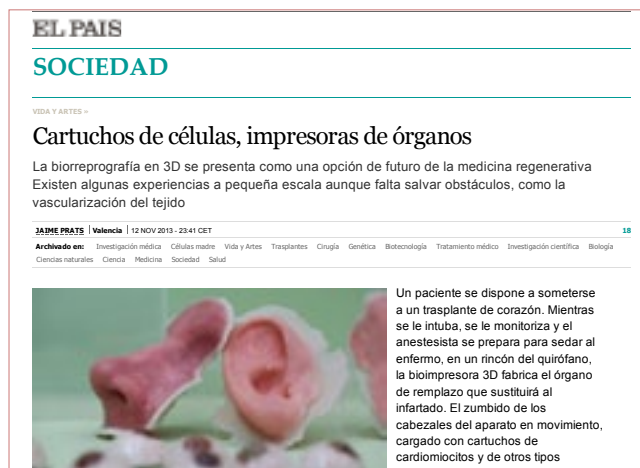 EL PAIS
SOCIEDAD
VIDA Y ARTES »
Cartuchos de células, impresoras de órganos
La biorreprografía en 3D se presenta como una opción de futuro de la medicina regenerativa
Existen algunas experiencias a pequeña escala aunque falta salvar obstáculos, como la
vascularización del tejido
JAIME PRATS | Valencia | 12 NOV 2013 - 23:41 CET 18
Archivado en: Investigación médica Células madre Vida y Artes Trasplantes Cirugía Genética Biotecnología Tratamiento médico Investigación científica Biología
Ciencias naturales Ciencia Medicina Sociedad Salud
Un paciente se dispone a someterse
a un trasplante de corazón. Mientras
se le intuba, se le monitoriza y el
anestesista se prepara para sedar al
enfermo, en un rincón del quirófano,
la bioimpresora 3D fabrica el órgano
de remplazo que sustituirá al
infartado. El zumbido de los
cabezales del aparato en movimiento,
cargado con cartuchos de
cardiomiocitos y de otros tipos